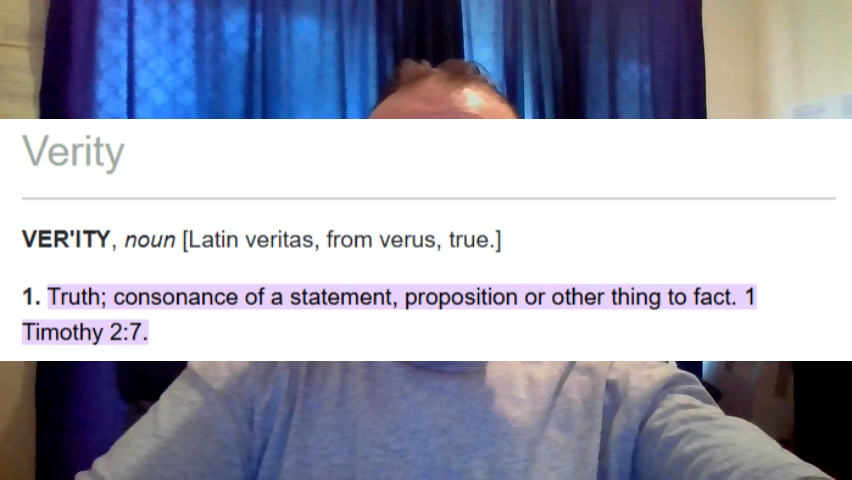 Verity
VER'ITY, noun [Latin veritas, from verus, true.]
1. Truth; consonance of a statement, proposition or other thing to fact. 1
Timothy 2:7.